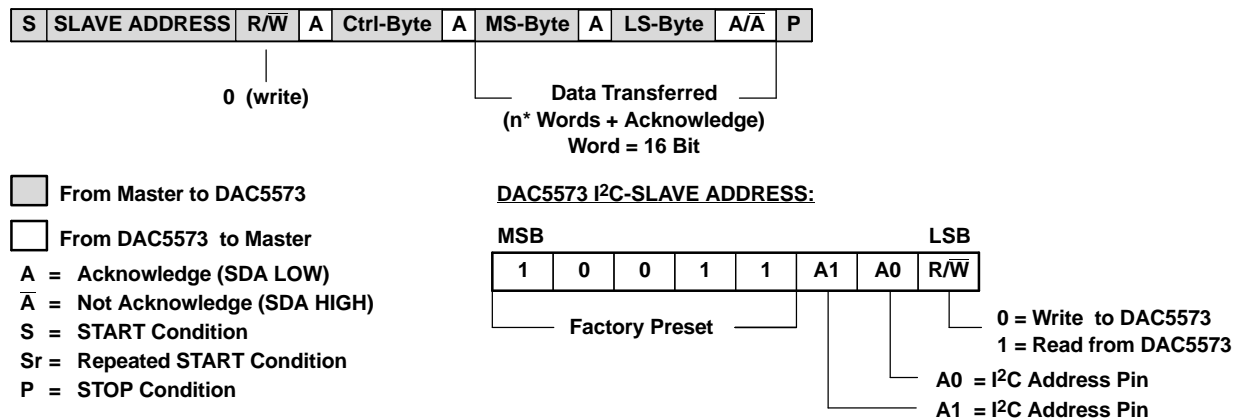 S SLAVE ADDRESS R/W̅ A Ctrl-Byte A MS-Byte A LS-Byte A/A̅ P
0 (write)
Data Transferred
(n* Words + Acknowledge)
Word = 16 Bit
From Master to DAC5573
From DAC5573 to Master
A = Acknowledge (SDA LOW)
A̅ = Not Acknowledge (SDA HIGH)
S = START Condition
Sr = Repeated START Condition
P = STOP Condition
DAC5573 I²C-SLAVE ADDRESS:
MSB LSB
1 0 0 1 1 A1 A0 R/W̅
Factory Preset
0 = Write to DAC5573
1 = Read from DAC5573
A0 = I²C Address Pin
A1 = I²C Address Pin